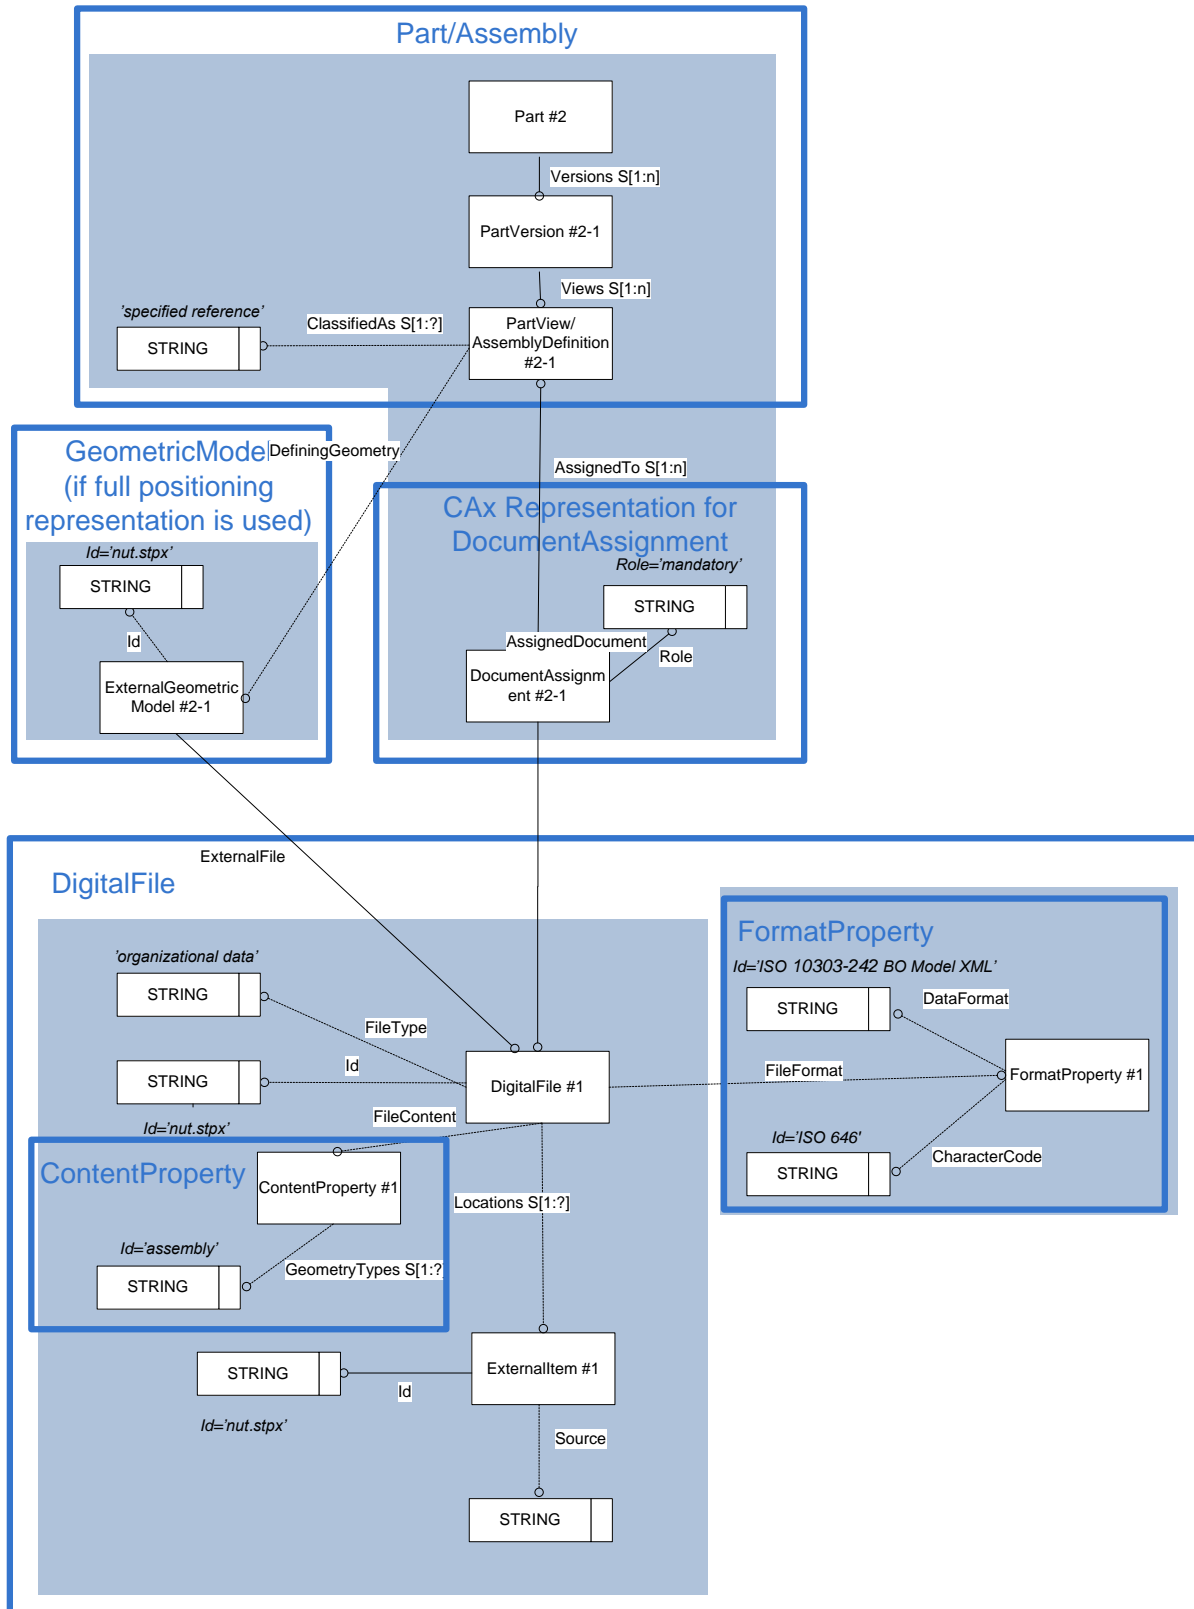 Part/Assembly
Part #2
Versions S[1:n]
PartVersion #2-1
Views S[1:n]
'specified reference'
STRING
ClassifiedAs S[1:?]
PartView/
AssemblyDefinition
#2-1
GeometricModel
(if full positioning
representation is used)
DefiningGeometry
Id='nut.stpx'
STRING
Id
ExternalGeometric
Model #2-1
AssignedTo S[1:n]
CAx Representation for
DocumentAssignment
Role='mandatory'
STRING
AssignedDocument
Role
DocumentAssignm
ent #2-1
ExternalFile
DigitalFile
'organizational data'
STRING
FileType
STRING
Id
Id='nut.stpx'
DigitalFile #1
FileContent
FileFormat
FormatProperty
Id='ISO 10303-242 BO Model XML'
STRING
DataFormat
FormatProperty #1
Id='ISO 646'
STRING
CharacterCode
ContentProperty
ContentProperty #1
Id='assembly'
STRING
GeometryTypes S[1:?]
Locations S[1:?]
STRING
Id
Id='nut.stpx'
ExternalItem #1
Source
STRING